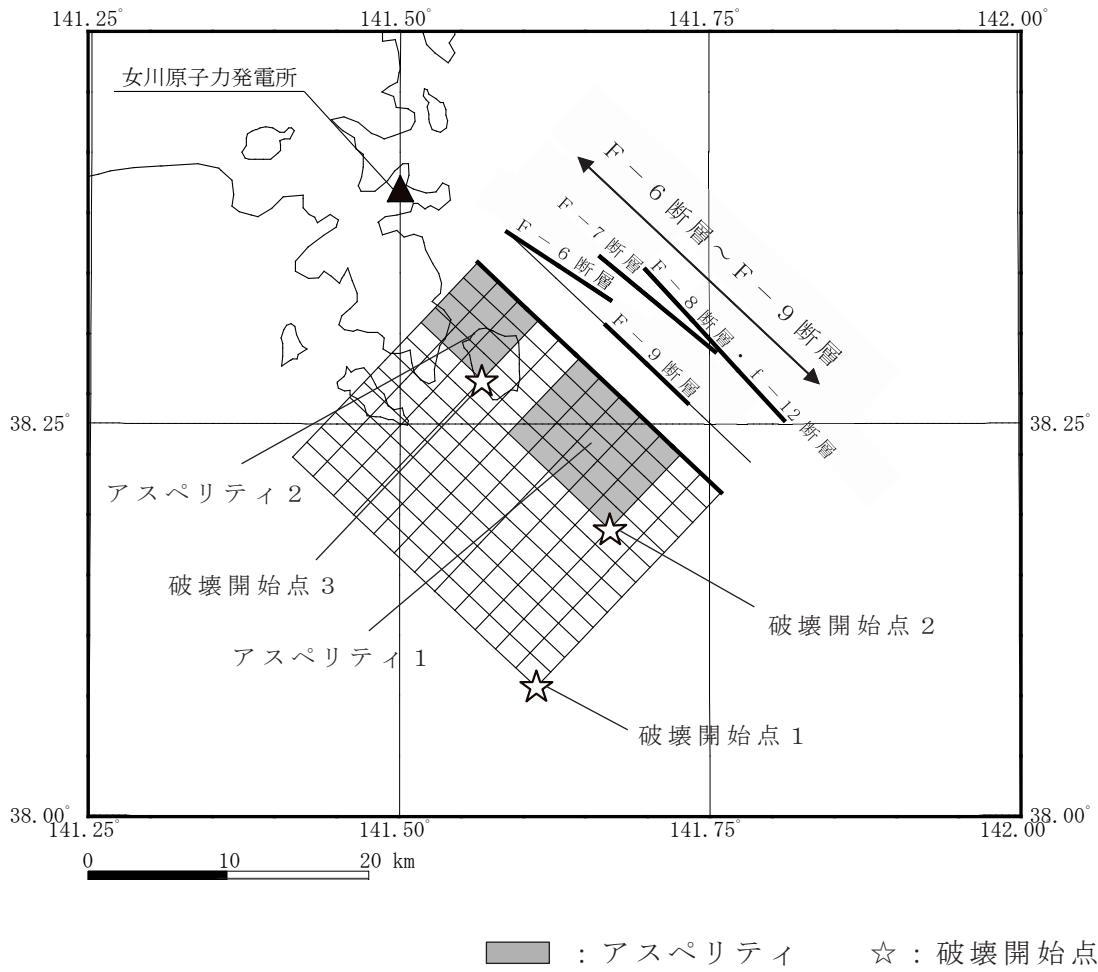 141.25°
141.50°
141.75°
142.00°
女川原子力発電所
Ｆ－６断層～Ｆ－９断層
Ｆ－７断層
Ｆ－６断層
Ｆ－８断層・ｆ－12断層
Ｆ－９断層
38.25°
38.25°
アスペリティ２
破壊開始点３
破壊開始点２
アスペリティ１
破壊開始点１
38.00°
38.00°
141.25°
141.50°
141.75°
142.00°
0 10 20 km
：アスペリティ ☆：破壊開始点